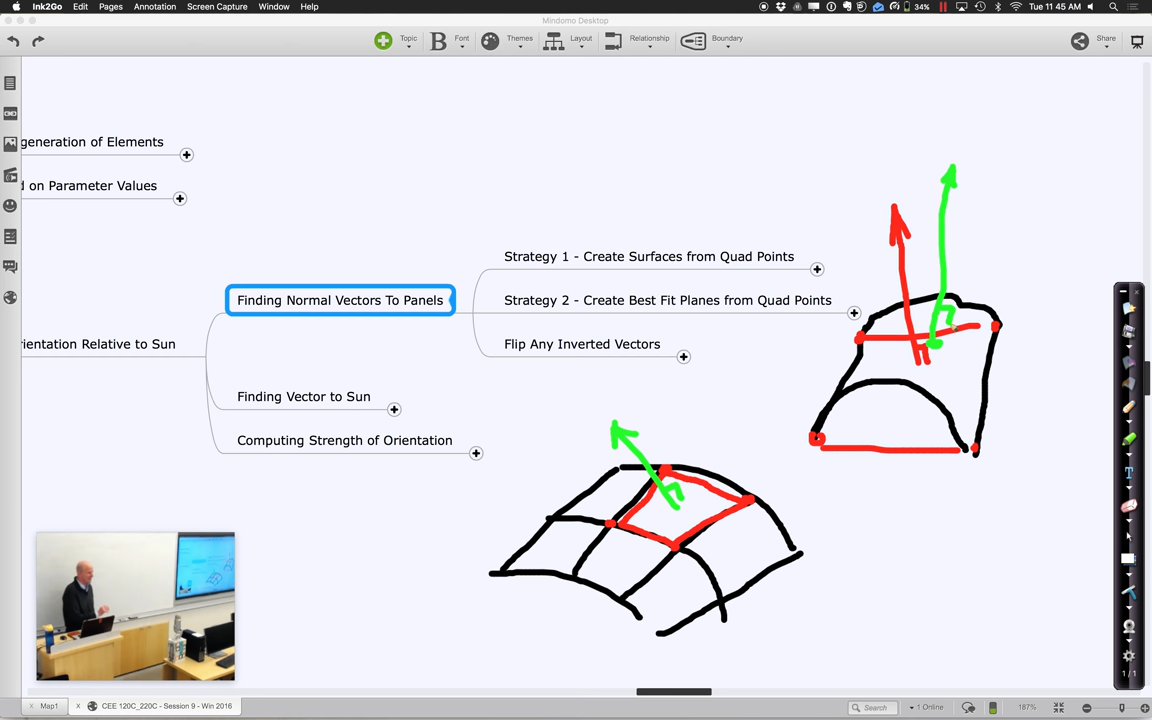 Ink2Go Edit Pages Annotation Screen Capture Window Help 34% Tue 11 45 AM
Mindomo Desktop
Topic Font Themes Layout Relationship Boundary Share
generation of Elements
d on Parameter Values
Strategy 1 - Create Surfaces from Quad Points
Finding Normal Vectors To Panels
Strategy 2 - Create Best Fit Planes from Quad Points
rientation Relative to Sun
Flip Any Inverted Vectors
Finding Vector to Sun
Computing Strength of Orientation
1 / 1
x Map1 x CEE 120C_220C - Session 9 - Win 2016 Search 1 Online 187%